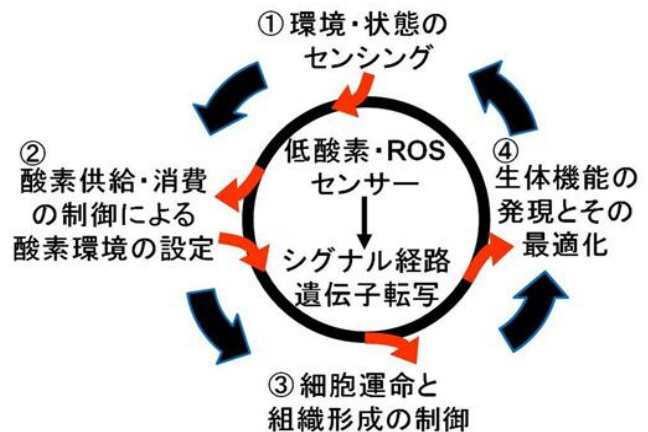 ①環境・状態の
センシング
低酸素・ROS
センサー
シグナル経路
遺伝子転写
②
酸素供給・消費
の制御による
酸素環境の設定
③細胞運命と
組織形成の制御
④
生体機能の
発現とその
最適化